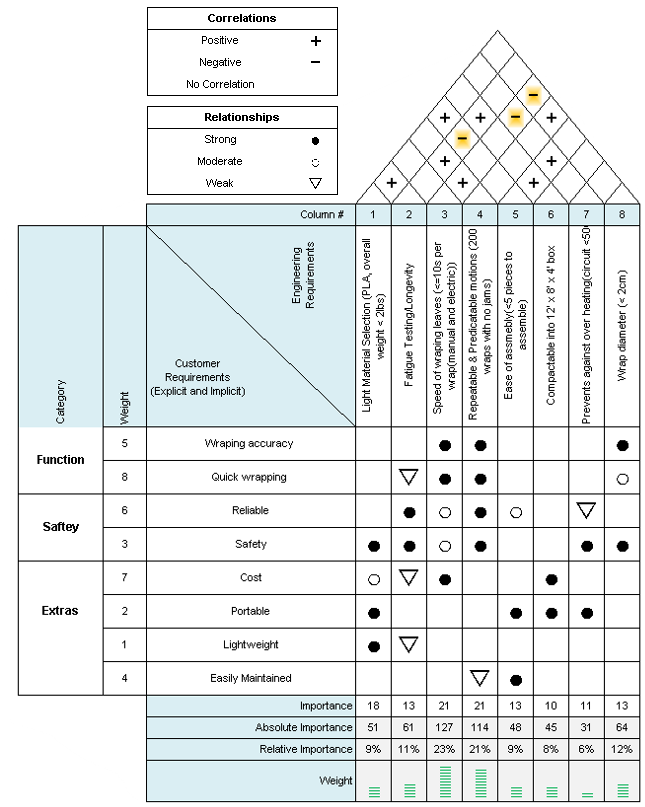 Correlations
Positive +
Negative −
No Correlation
Relationships
Strong ●
Moderate ○
Weak ▽
Column # 1 2 3 4 5 6 7 8
Category
Weight
Engineering
Requirements
Customer
Requirements
(Explicit and Implicit)
Light Material Selection (PLA, overall
weight < 2lbs)
Fatigue Testing/Longevity
Speed of wraping leaves (<=10s per
wrap(manual and electric))
Repeatable & Predicatable motions (200
wraps with no jams)
Ease of assmebly(<5 pieces to
assemble)
Compactable into 12' x 8' x 4' box
Prevents against over heating(circuit <50
Wrap diameter (< 2cm)
Function
5 Wraping accuracy ● ● ●
8 Quick wrapping ▽ ● ● ○
Saftey
6 Reliable ● ○ ● ○ ▽
3 Safety ● ● ○ ● ● ●
Extras
7 Cost ○ ▽ ● ●
2 Portable ● ● ● ●
1 Lightweight ● ▽
4 Easily Maintained ▽ ●
Importance 18 13 21 21 13 10 11 13
Absolute Importance 51 61 127 114 48 45 31 64
Relative Importance 9% 11% 23% 21% 9% 8% 6% 12%
Weight